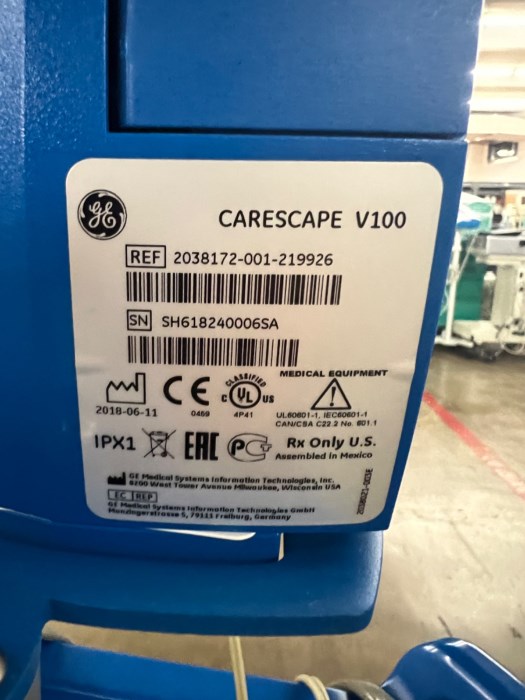 GE
CARESCAPE V100
REF 2038172-001-219926
SN SH618240006SA
MEDICAL EQUIPMENT
CLASSIFIED
C UL US
2018-06-11
CE
0459
4P41
UL60601-1, IEC60601-1
CAN/CSA C22.2 No. 601.1
IPX1
EAC
Rx Only U.S.
Assembled in Mexico
GE Medical Systems Information Technologies, Inc.
8200 West Tower Avenue Milwaukee, Wisconsin USA
EC REP
GE Medical Systems Information Technologies GmbH
Munzingerstrasse 5, 79111 Freiburg, Germany